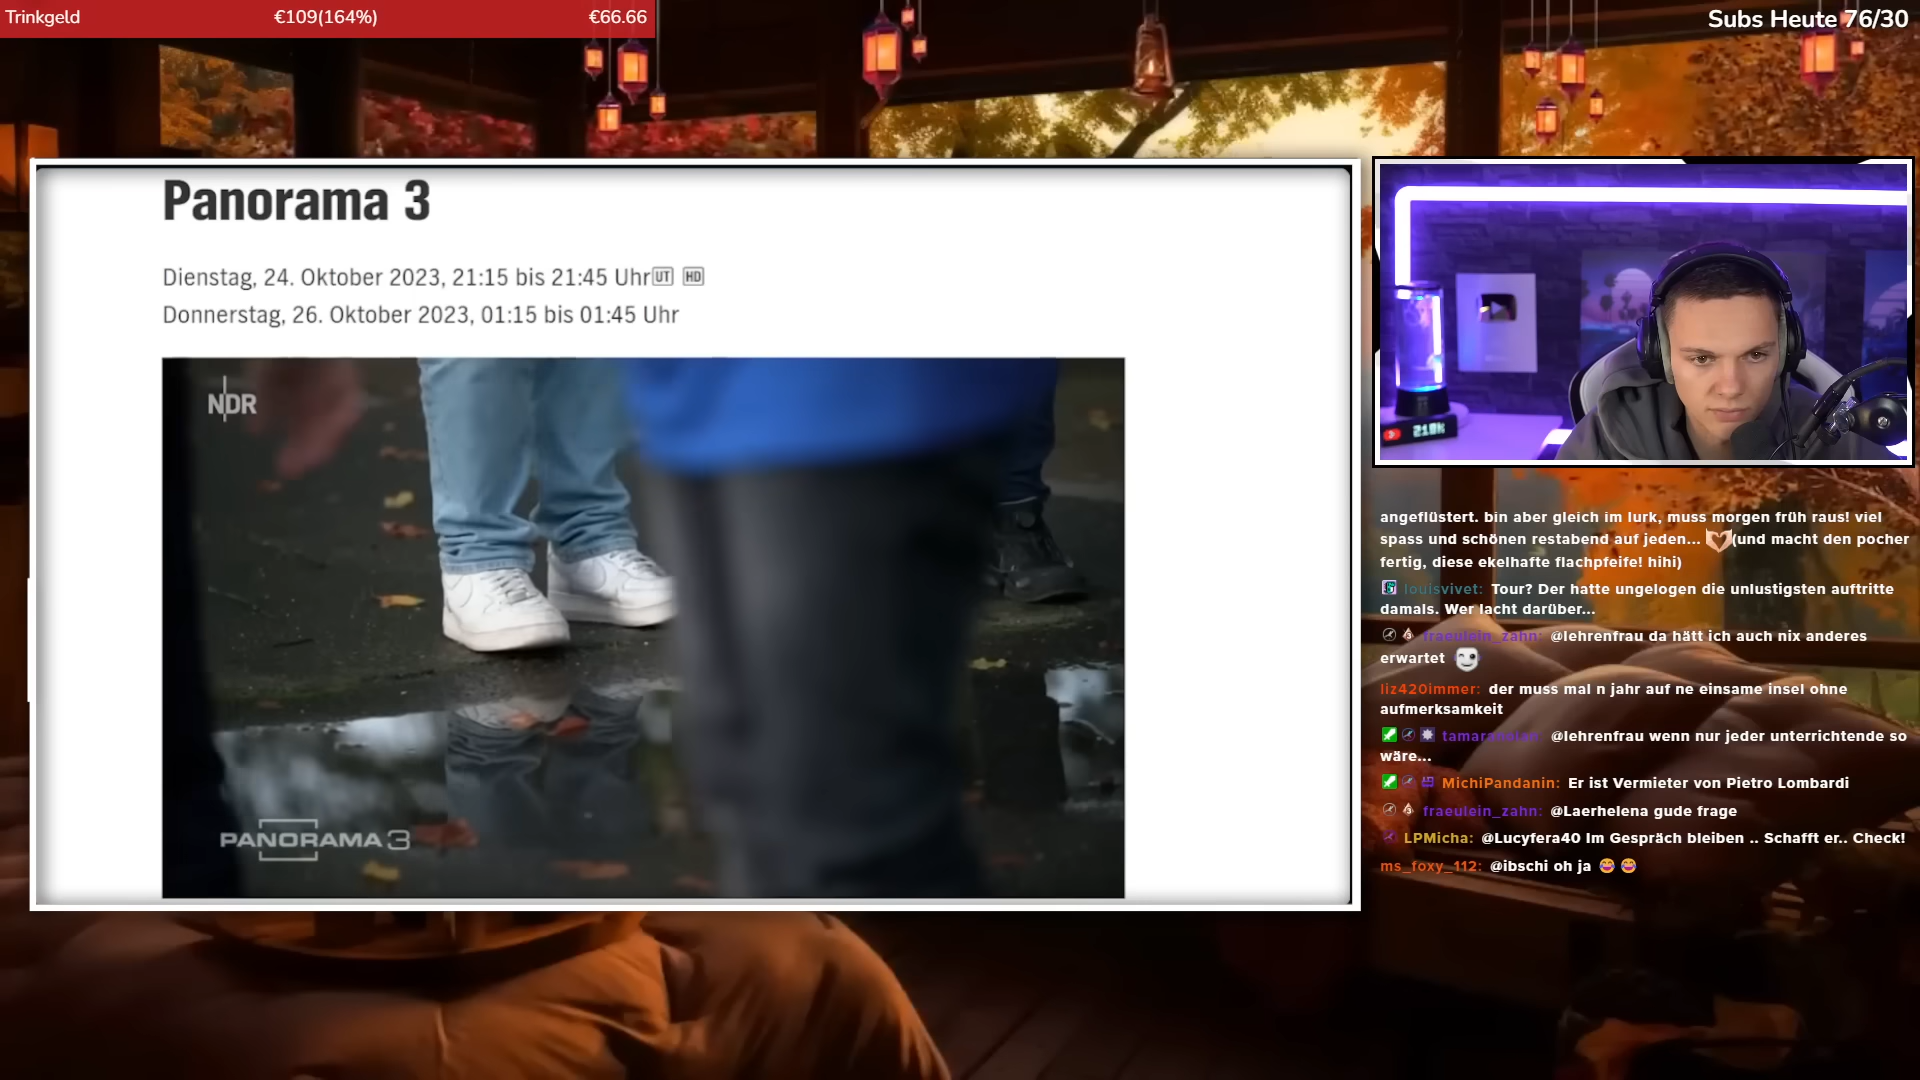 Trinkgeld €109(164%) €66.66
Subs Heute 76/30
Panorama 3
Dienstag, 24. Oktober 2023, 21:15 bis 21:45 Uhr UT HD
Donnerstag, 26. Oktober 2023, 01:15 bis 01:45 Uhr
NDR
PANORAMA 3
218K
angeflüstert. bin aber gleich im lurk, muss morgen früh raus! viel
spass und schönen restabend auf jeden... (und macht den pocher
fertig, diese ekelhafte flachpfeife! hihi)
louisvivet: Tour? Der hatte ungelogen die unlustigsten auftritte
damals. Wer lacht darüber...
fraeulein_zahn: @lehrenfrau da hätt ich auch nix anderes
erwartet
liz420immer: der muss mal n jahr auf ne einsame insel ohne
aufmerksamkeit
@lehrenfrau wenn nur jeder unterrichtende so
wäre...
MichiPandanin: Er ist Vermieter von Pietro Lombardi
fraeulein_zahn: @Laerhelena gude frage
LPMicha: @Lucyfera40 Im Gespräch bleiben .. Schafft er.. Check!
ms_foxy_112: @ibschi oh ja